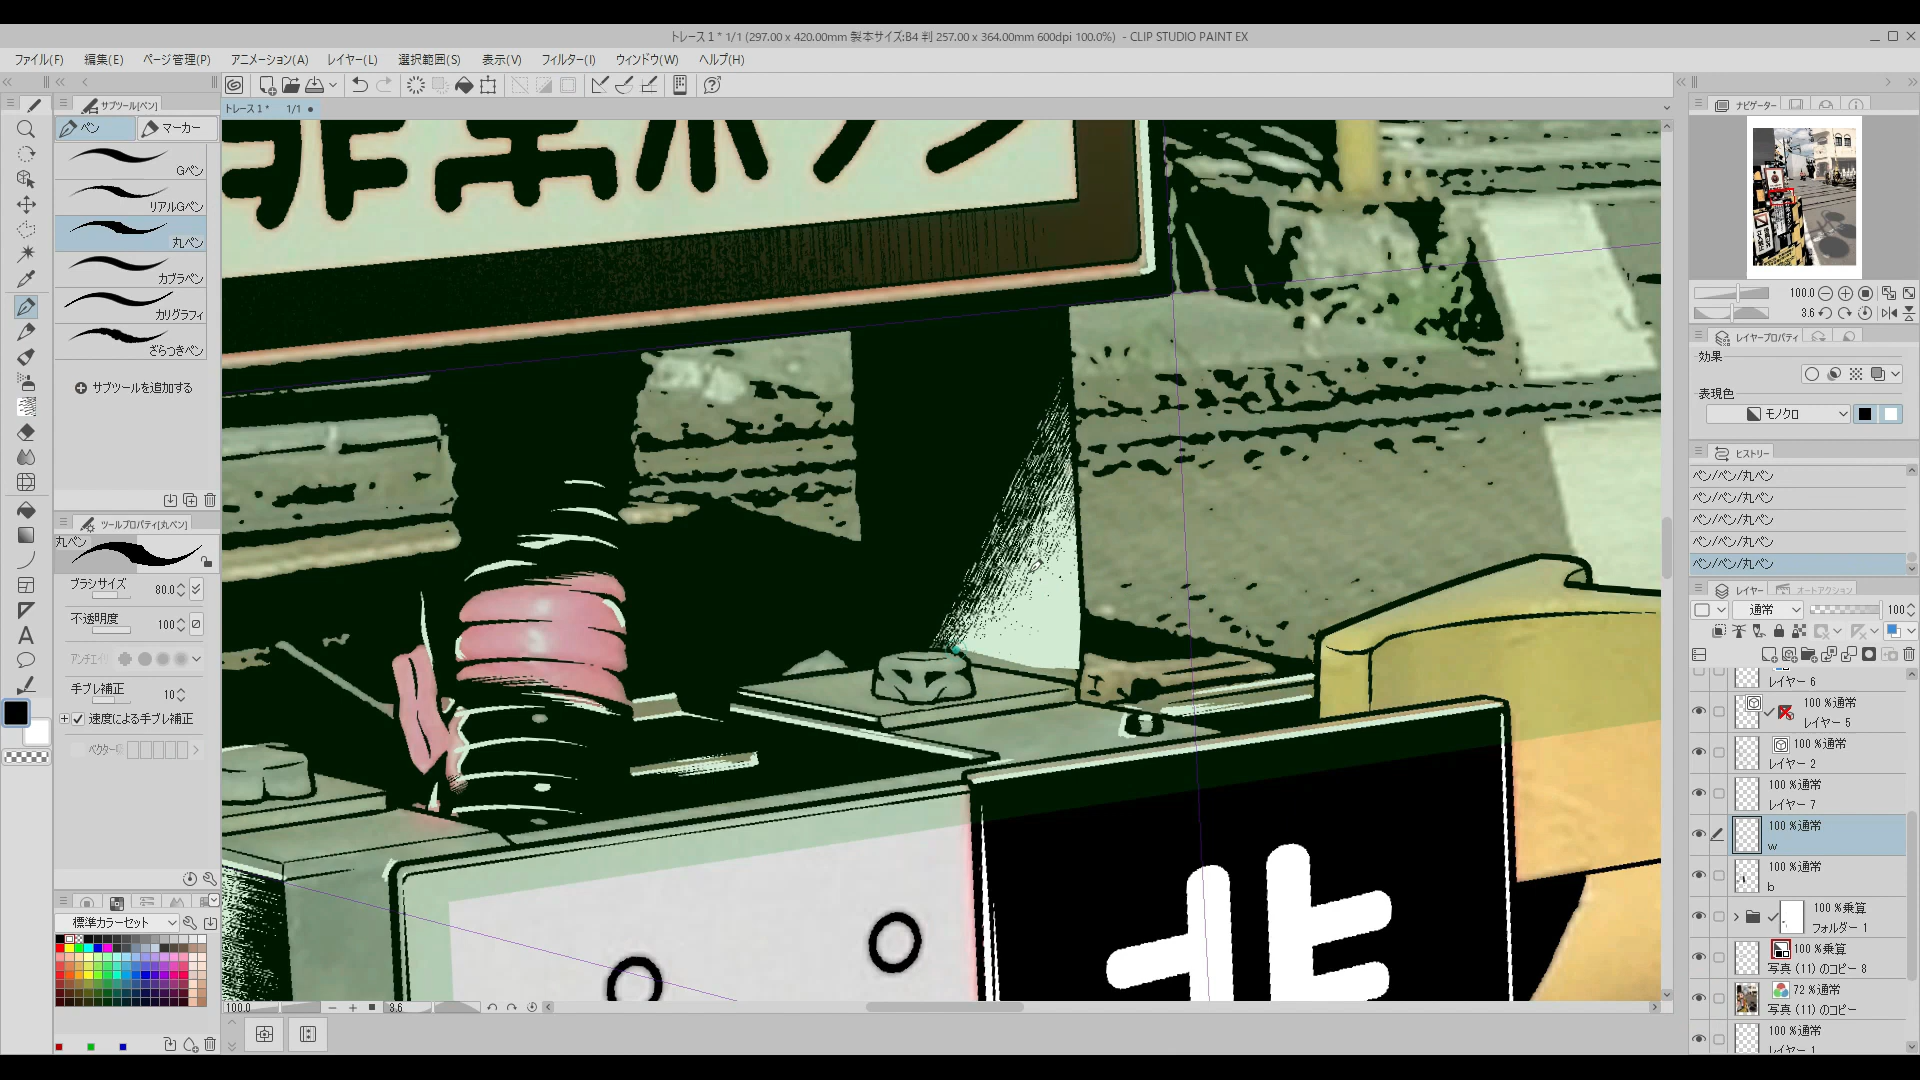 トレース1* 1/1 (297.00 x 420.00mm 製本サイズ:B4 判 257.00 x 364.00mm 600dpi 100.0%) - CLIP STUDIO PAINT EX
ファイル(F) 編集(E) ページ管理(P) アニメーション(A) レイヤー(L) 選択範囲(S) 表示(V) フィルター(I) ウィンドウ(W) ヘルプ(H)
サブツール[ペン]
ペン マーカー
Gペン
リアルGペン
丸ペン
カブラペン
カリグラフィ
ざらつきペン
サブツールを追加する
ツールプロパティ[丸ペン]
丸ペン
ブラシサイズ 80.0
不透明度 100
手ブレ補正 10
速度による手ブレ補正
標準カラーセット
トレース1* 1/1
非
100.0 3.6
ナビゲーター
100.0
3.6
レイヤープロパティ
効果
表現色
モノクロ
ヒストリー
ペン/ペン/丸ペン
ペン/ペン/丸ペン
ペン/ペン/丸ペン
ペン/ペン/丸ペン
ペン/ペン/丸ペン
レイヤー オートアクション
通常 100
レイヤー 6
100 %通常
レイヤー 5
100 %通常
レイヤー 2
100 %通常
レイヤー 7
100 %通常
w
100 %通常
b
100 %乗算
フォルダー 1
100 %乗算
写真 (11) のコピー 8
72 %通常
写真 (11) のコピー
100 %通常
レイヤー 1